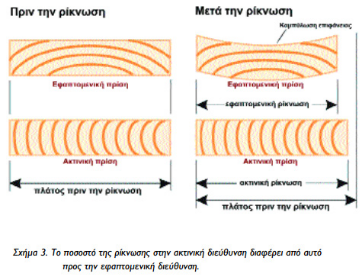 Πριν την ρίκνωση
Μετά την ρίκνωση
Καμπύλωση επιφάνειας
Εφαπτομενική πρίση
Εφαπτομενική πρίση
εφαπτομενική ρίκνωση
Ακτινική πρίση
Ακτινική πρίση
ακτινική ρίκνωση
πλάτος πριν την ρίκνωση
πλάτος πριν την ρίκνωση
Σχήμα 3. Το ποσοστό της ρίκνωσης στην ακτινική διεύθυνση διαφέρει από αυτό
προς την εφαπτομενική διεύθυνση.